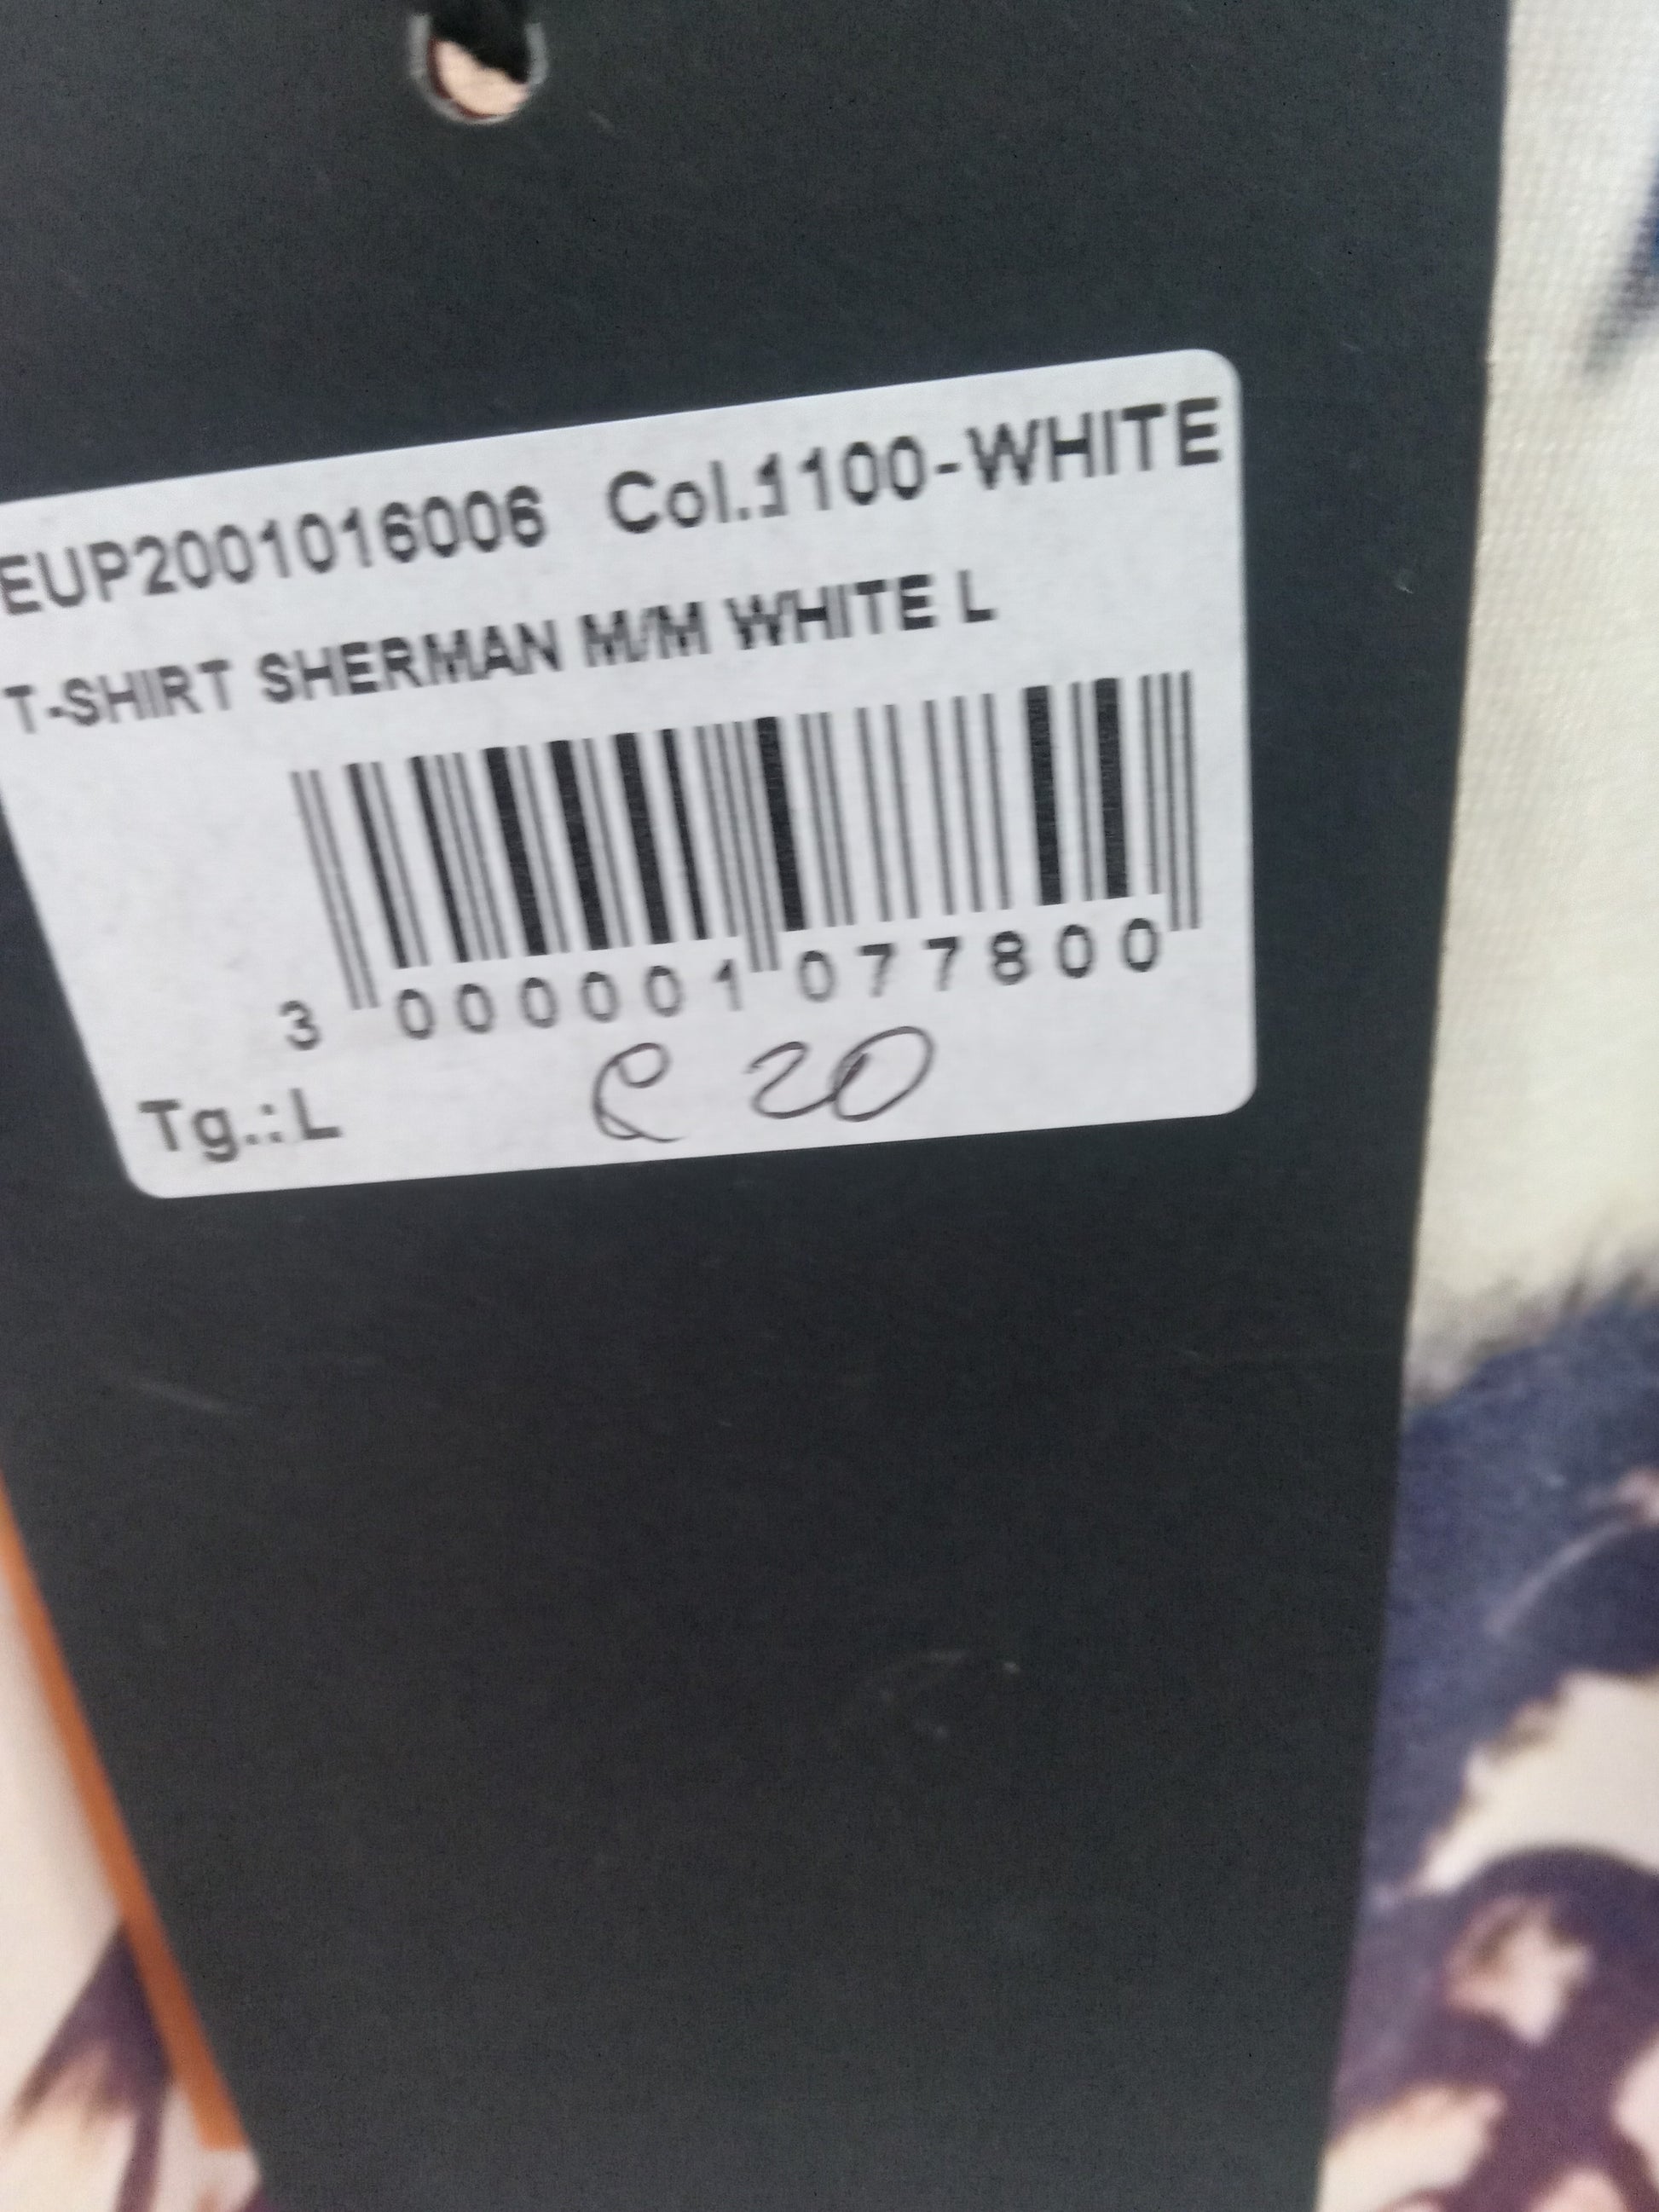 EUP2001016006 Col.1100-WHITE
T-SHIRT SHERMAN M/M WHITE L
3 000001 077800
Tg.:L € 20